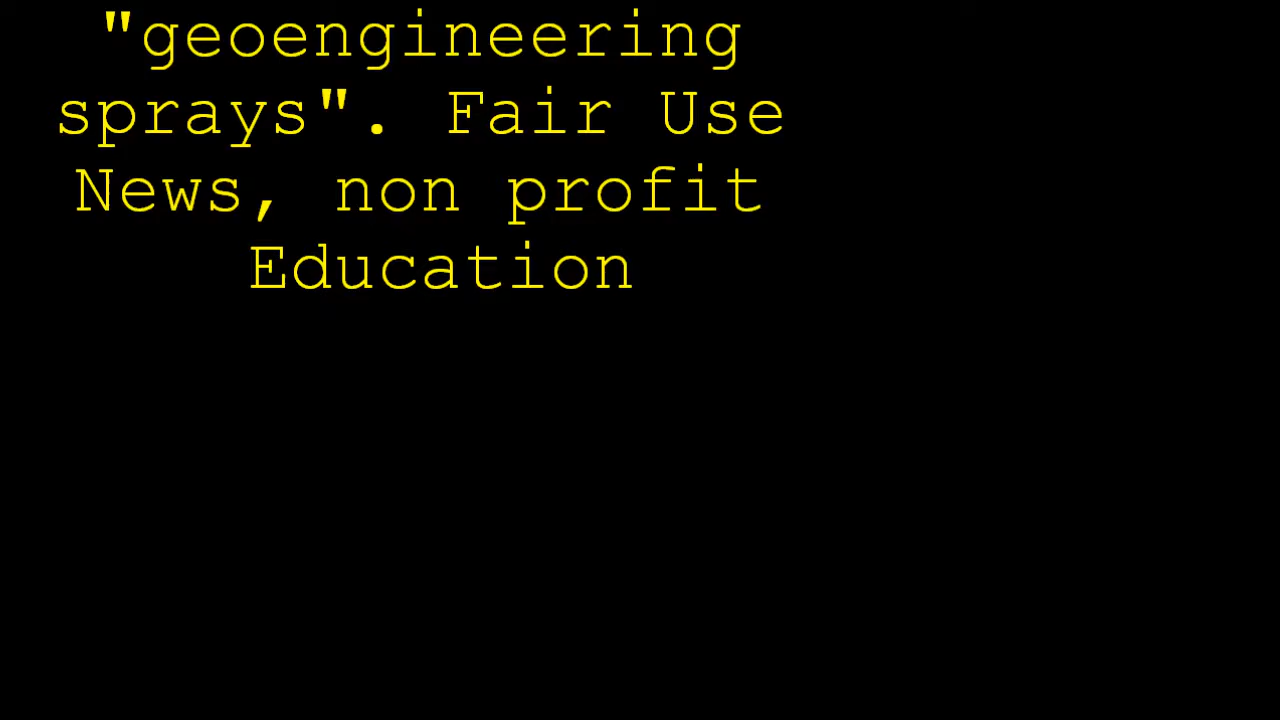 "geoengineering
sprays". Fair Use
News, non profit
Education